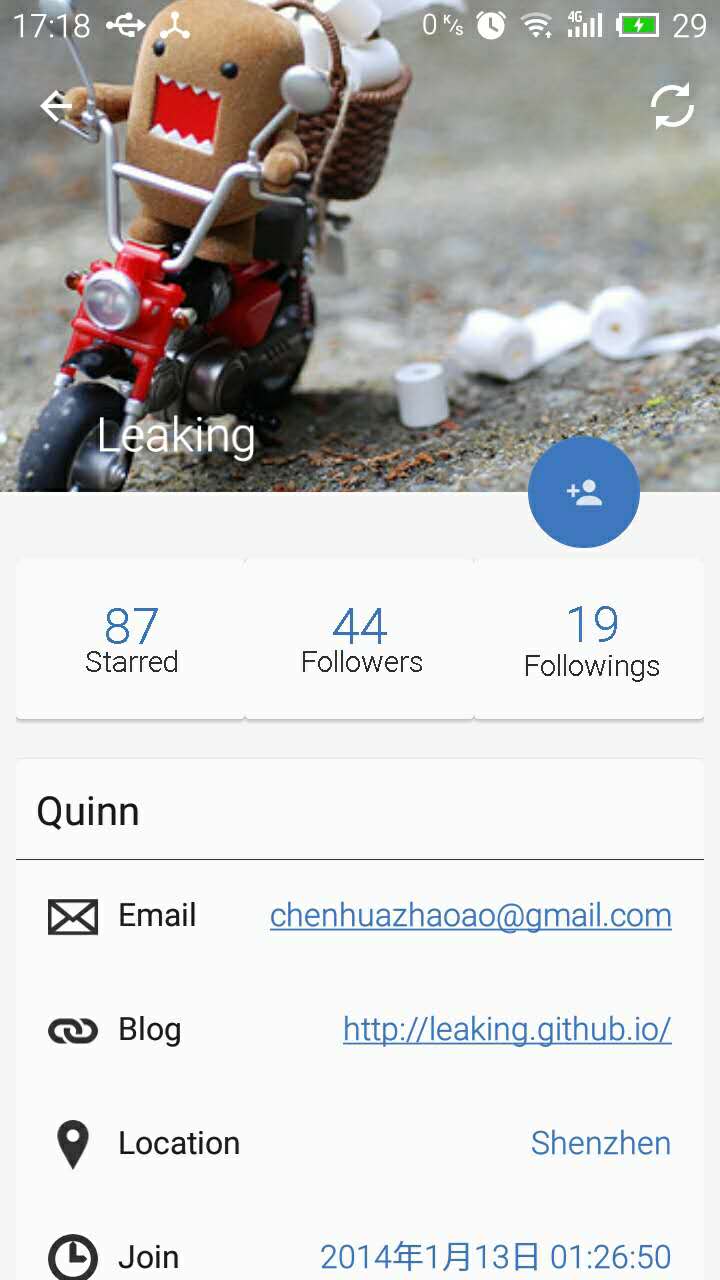 17:18
0 K/s
4G
29
Leaking
87
Starred
44
Followers
19
Followings
Quinn
Email chenhuazhaoao@gmail.com
Blog http://leaking.github.io/
Location Shenzhen
Join 2014年1月13日 01:26:50